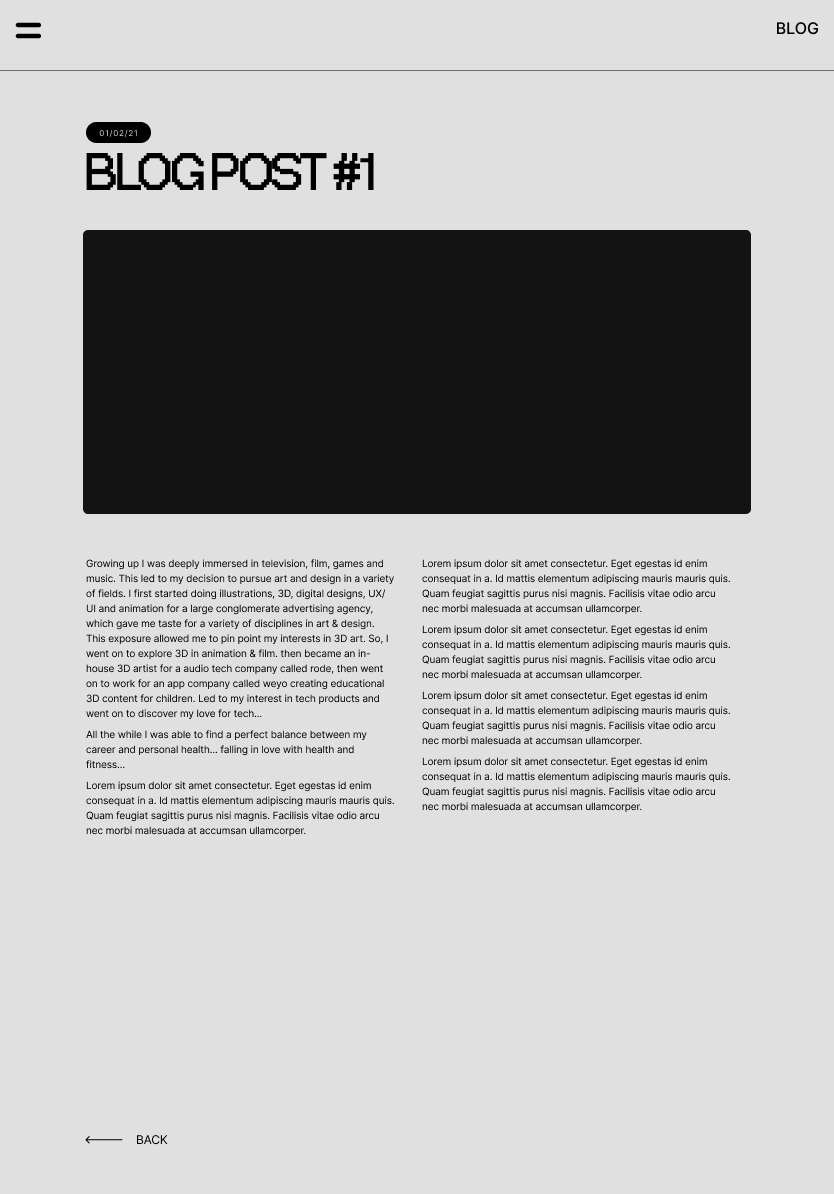 BLOG
01/02/21
BLOG POST #1
Growing up I was deeply immersed in television, film, games and
music. This led to my decision to pursue art and design in a variety
of fields. I first started doing illustrations, 3D, digital designs, UX/
UI and animation for a large conglomerate advertising agency,
which gave me taste for a variety of disciplines in art & design.
This exposure allowed me to pin point my interests in 3D art. So, I
went on to explore 3D in animation & film. then became an in-
house 3D artist for a audio tech company called rode, then went
on to work for an app company called weyo creating educational
3D content for children. Led to my interest in tech products and
went on to discover my love for tech...
All the while I was able to find a perfect balance between my
career and personal health... falling in love with health and
fitness...
Lorem ipsum dolor sit amet consectetur. Eget egestas id enim
consequat in a. Id mattis elementum adipiscing mauris mauris quis.
Quam feugiat sagittis purus nisi magnis. Facilisis vitae odio arcu
nec morbi malesuada at accumsan ullamcorper.
Lorem ipsum dolor sit amet consectetur. Eget egestas id enim
consequat in a. Id mattis elementum adipiscing mauris mauris quis.
Quam feugiat sagittis purus nisi magnis. Facilisis vitae odio arcu
nec morbi malesuada at accumsan ullamcorper.
Lorem ipsum dolor sit amet consectetur. Eget egestas id enim
consequat in a. Id mattis elementum adipiscing mauris mauris quis.
Quam feugiat sagittis purus nisi magnis. Facilisis vitae odio arcu
nec morbi malesuada at accumsan ullamcorper.
Lorem ipsum dolor sit amet consectetur. Eget egestas id enim
consequat in a. Id mattis elementum adipiscing mauris mauris quis.
Quam feugiat sagittis purus nisi magnis. Facilisis vitae odio arcu
nec morbi malesuada at accumsan ullamcorper.
Lorem ipsum dolor sit amet consectetur. Eget egestas id enim
consequat in a. Id mattis elementum adipiscing mauris mauris quis.
Quam feugiat sagittis purus nisi magnis. Facilisis vitae odio arcu
nec morbi malesuada at accumsan ullamcorper.
BACK